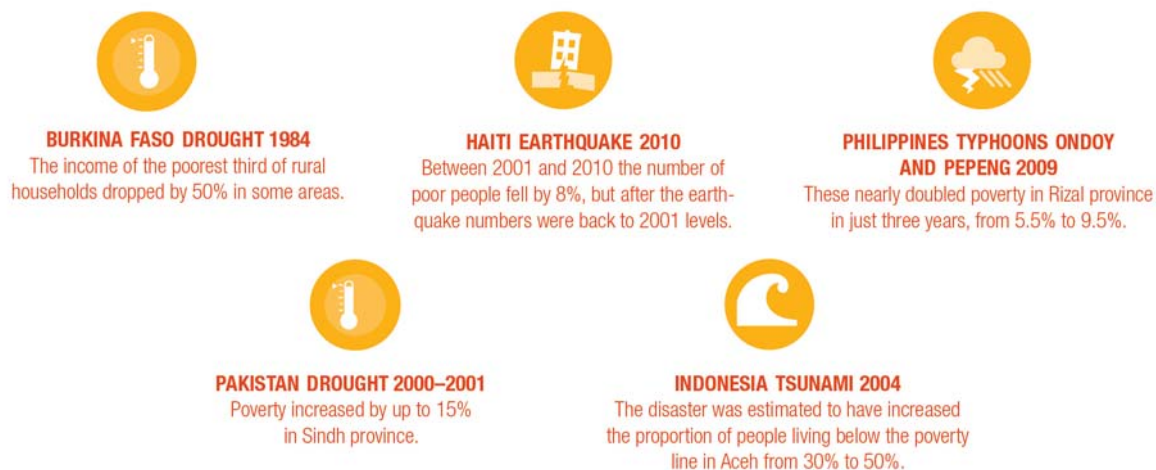 BURKINA FASO DROUGHT 1984
The income of the poorest third of rural
households dropped by 50% in some areas.
HAITI EARTHQUAKE 2010
Between 2001 and 2010 the number of
poor people fell by 8%, but after the earth-
quake numbers were back to 2001 levels.
PHILIPPINES TYPHOONS ONDOY
AND PEPENG 2009
These nearly doubled poverty in Rizal province
in just three years, from 5.5% to 9.5%.
PAKISTAN DROUGHT 2000–2001
Poverty increased by up to 15%
in Sindh province.
INDONESIA TSUNAMI 2004
The disaster was estimated to have increased
the proportion of people living below the poverty
line in Aceh from 30% to 50%.